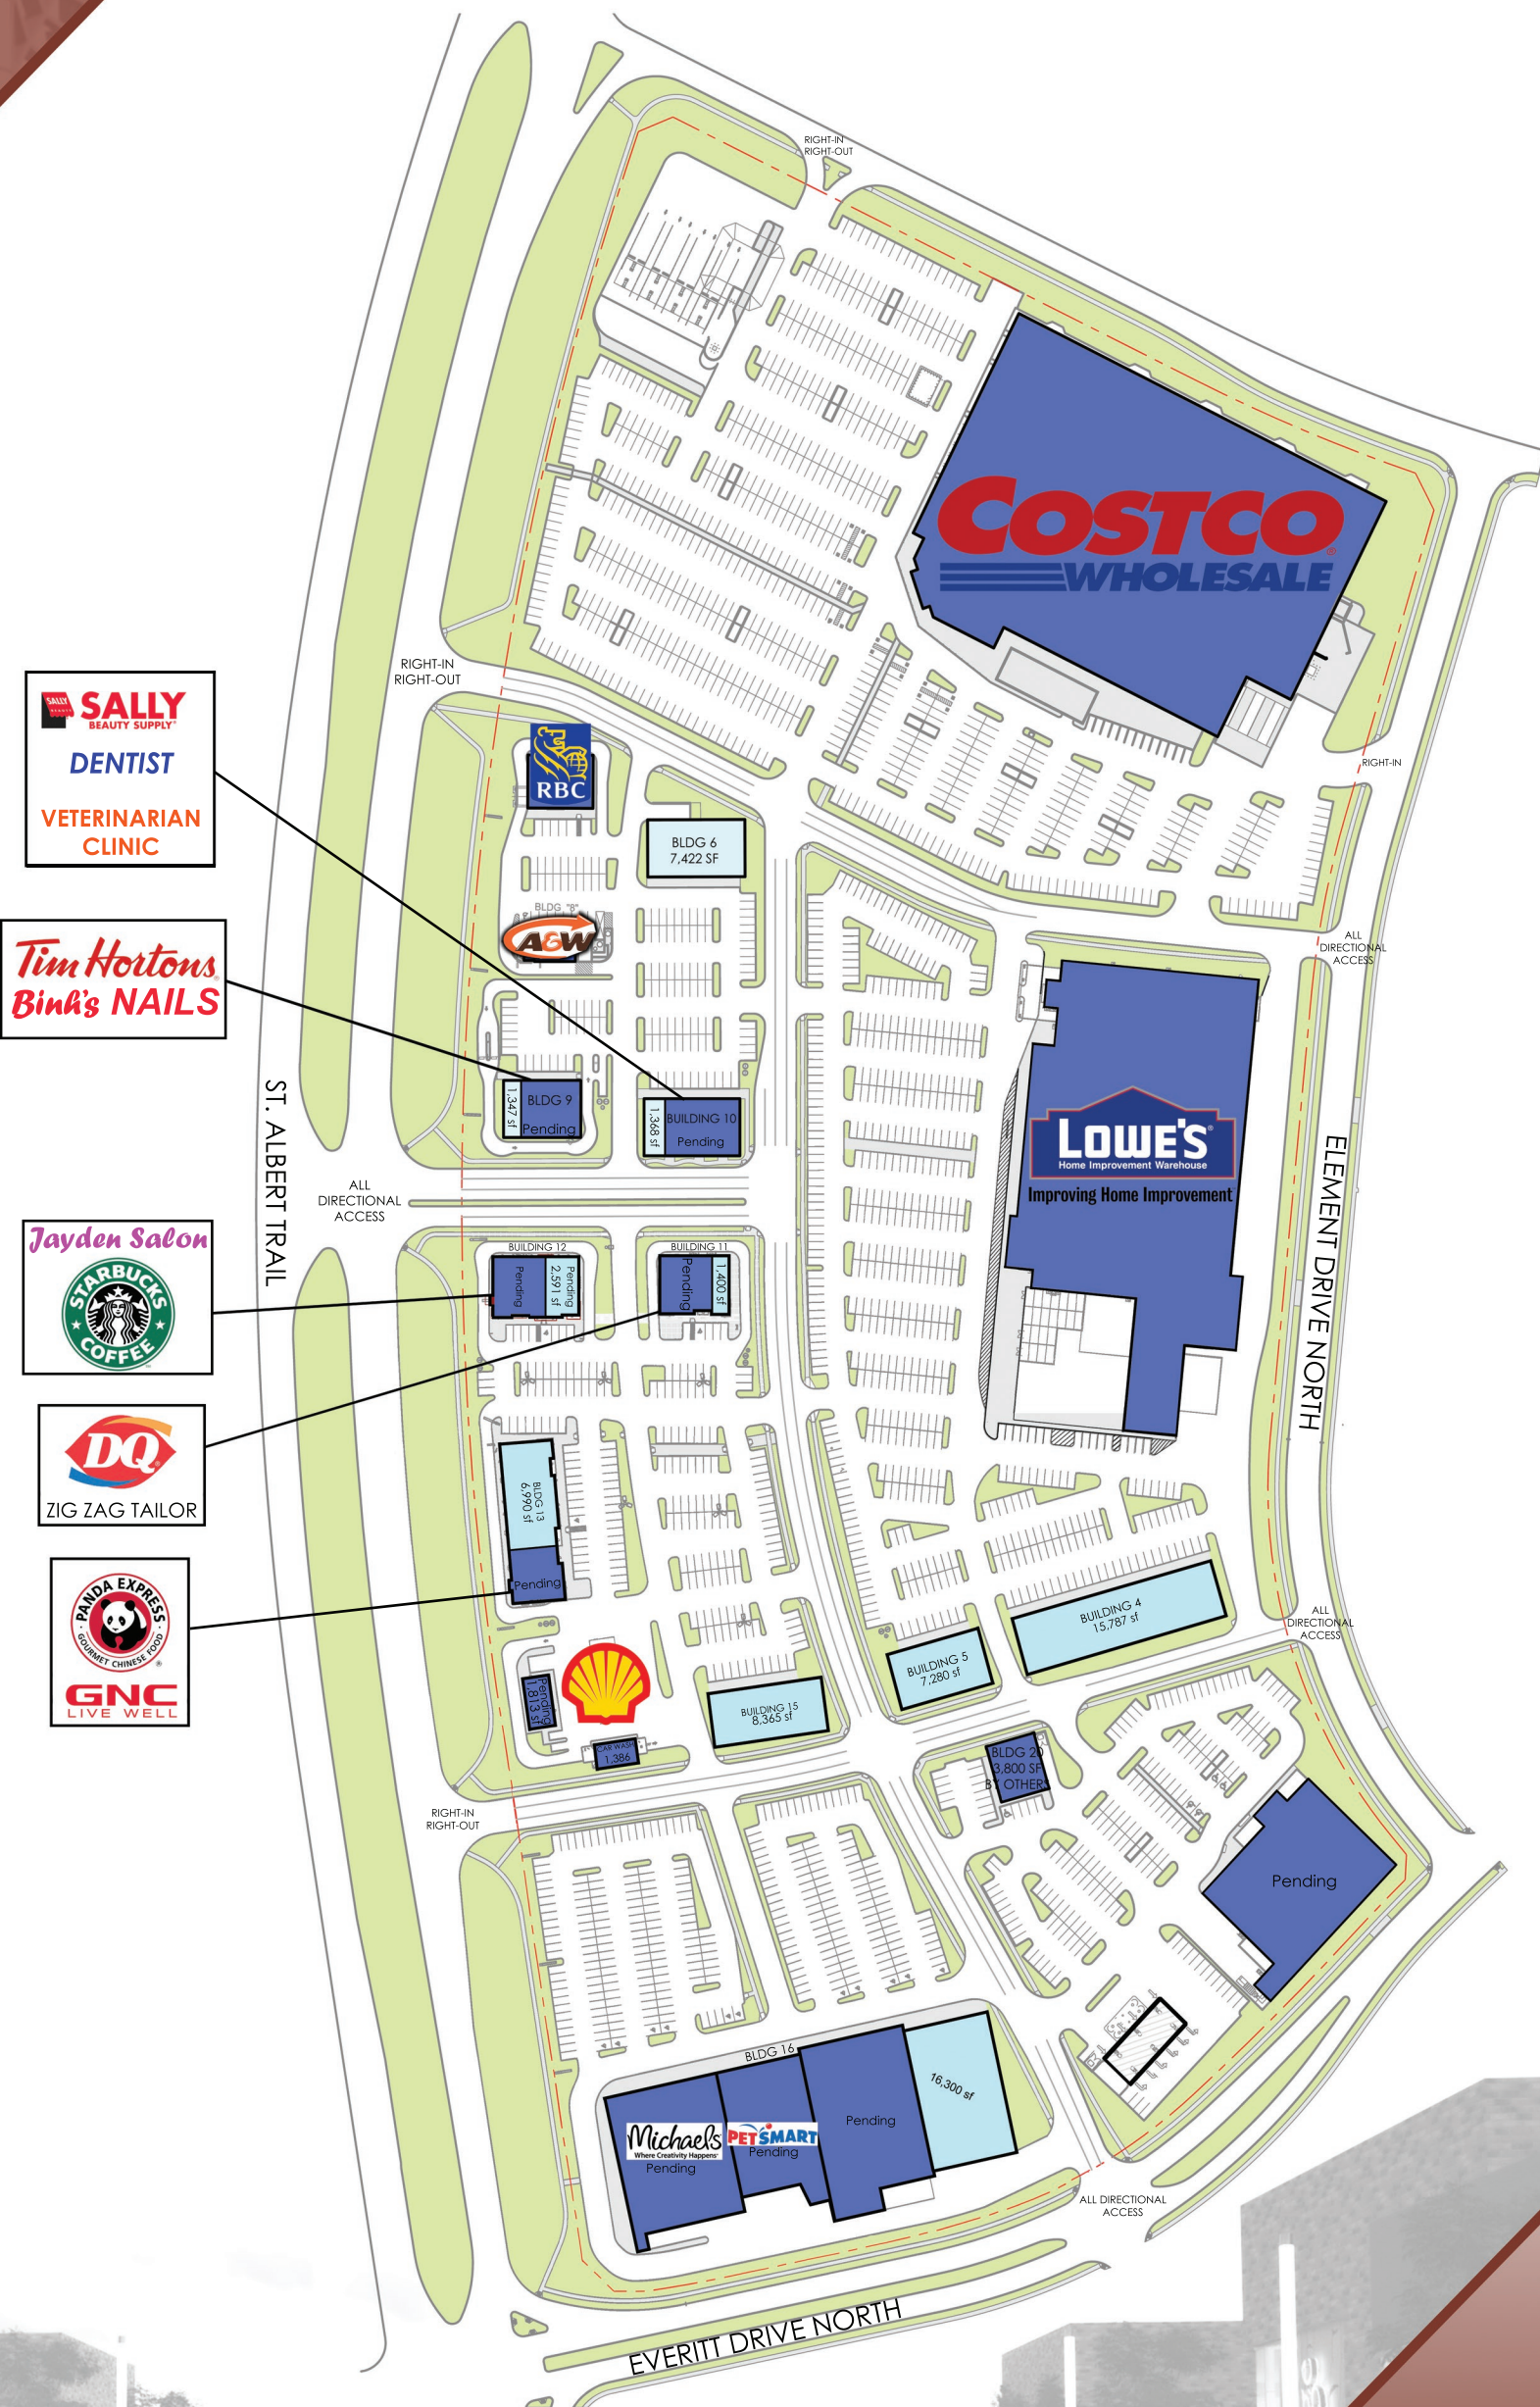 RIGHT-IN
RIGHT-OUT
COSTCO
WHOLESALE
RIGHT-IN
RIGHT-OUT
SALLY
SALLY
BEAUTY
BEAUTY SUPPLY
DENTIST
VETERINARIAN
CLINIC
RBC
RIGHT-IN
BLDG 6
7,422 SF
BLDG "8"
A&W
Tim Hortons
Binh's NAILS
ALL
DIRECTIONAL
ACCESS
1,347 sf
BLDG 9
Pending
1,368 sf
BUILDING 10
Pending
LOWE'S
Home Improvement Warehouse
Improving Home Improvement
ST. ALBERT TRAIL
ELEMENT DRIVE NORTH
ALL
DIRECTIONAL
ACCESS
Jayden Salon
STARBUCKS
COFFEE
BUILDING 12
Pending
Pending
2,591 sf
BUILDING 11
Pending
1,400 sf
DQ
ZIG ZAG TAILOR
BLDG 13
6,990 sf
Pending
PANDA EXPRESS
GOURMET CHINESE FOOD
GNC
LIVE WELL
BUILDING 4
15,787 sf
ALL
DIRECTIONAL
ACCESS
BUILDING 5
7,280 sf
Pending
1,813 sf
BUILDING 15
8,365 sf
CAR WASH
1,386
BLDG 20
3,800 SF
BY OTHERS
RIGHT-IN
RIGHT-OUT
Pending
BLDG 16
16,300 sf
Michaels
Where Creativity Happens
Pending
PETSMART
Pending
Pending
ALL DIRECTIONAL
ACCESS
EVERITT DRIVE NORTH